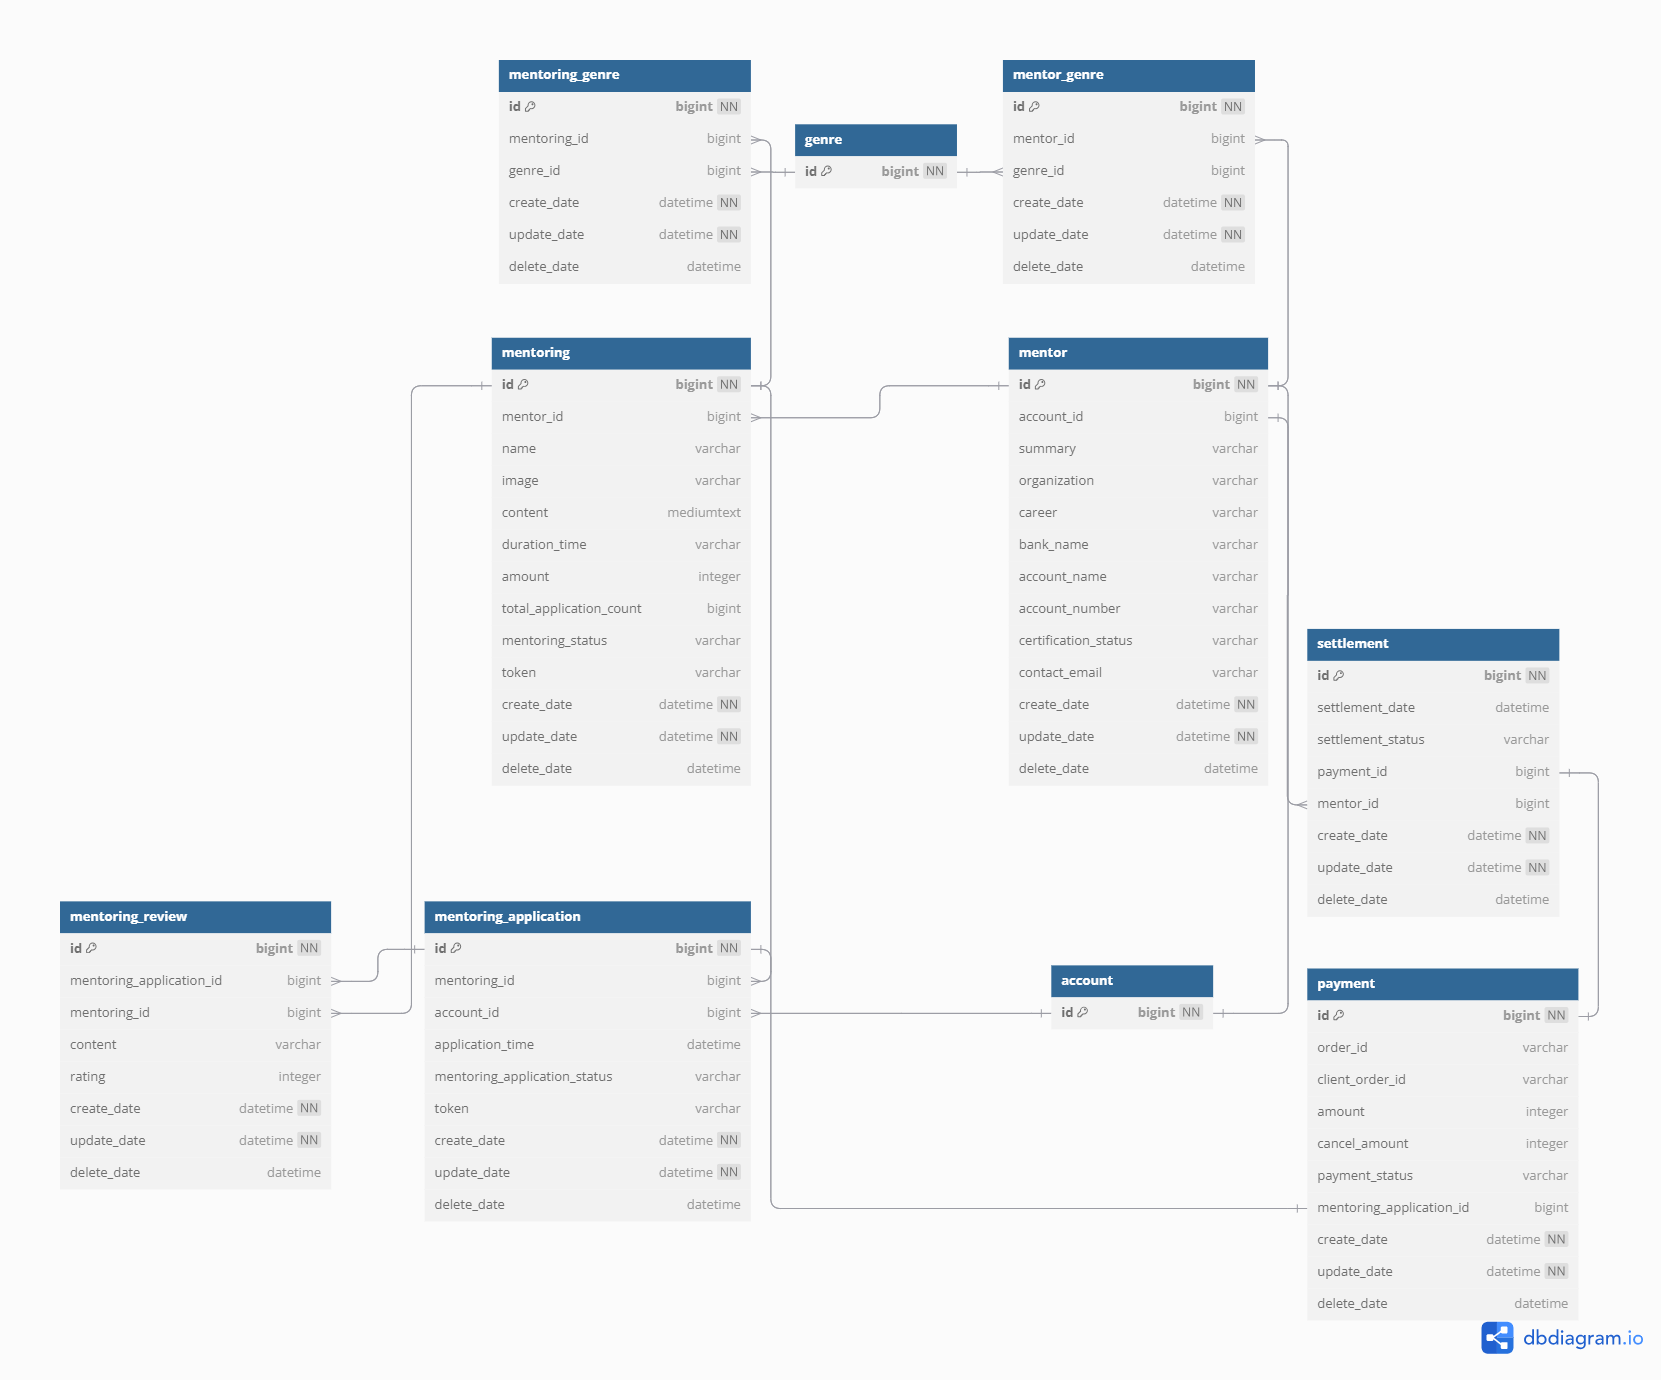 mentoring_genre
id bigint NN
mentoring_id bigint
genre_id bigint
create_date datetime NN
update_date datetime NN
delete_date datetime
genre
id bigint NN
mentor_genre
id bigint NN
mentor_id bigint
genre_id bigint
create_date datetime NN
update_date datetime NN
delete_date datetime
mentoring
id bigint NN
mentor_id bigint
name varchar
image varchar
content mediumtext
duration_time varchar
amount integer
total_application_count bigint
mentoring_status varchar
token varchar
create_date datetime NN
update_date datetime NN
delete_date datetime
mentor
id bigint NN
account_id bigint
summary varchar
organization varchar
career varchar
bank_name varchar
account_name varchar
account_number varchar
certification_status varchar
contact_email varchar
create_date datetime NN
update_date datetime NN
delete_date datetime
settlement
id bigint NN
settlement_date datetime
settlement_status varchar
payment_id bigint
mentor_id bigint
create_date datetime NN
update_date datetime NN
delete_date datetime
mentoring_review
id bigint NN
mentoring_application_id bigint
mentoring_id bigint
content varchar
rating integer
create_date datetime NN
update_date datetime NN
delete_date datetime
mentoring_application
id bigint NN
mentoring_id bigint
account_id bigint
application_time datetime
mentoring_application_status varchar
token varchar
create_date datetime NN
update_date datetime NN
delete_date datetime
account
id bigint NN
payment
id bigint NN
order_id varchar
client_order_id varchar
amount integer
cancel_amount integer
payment_status varchar
mentoring_application_id bigint
create_date datetime NN
update_date datetime NN
delete_date datetime
dbdiagram.io